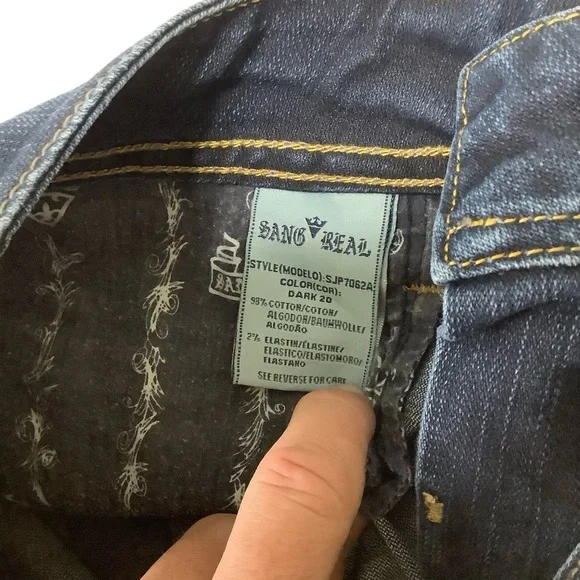 SANG REAL
STYLE(MODELO):SJP7062A
COLOR(COR):
DARK 20
98% COTTON/COTON/
ALGODON/BAUMWOLLE/
ALGODÃO
2% ELASTIN/ÉLASTINE/
ELASTICO/ELASTOMORO/
ELASTANO
SEE REVERSE FOR CARE